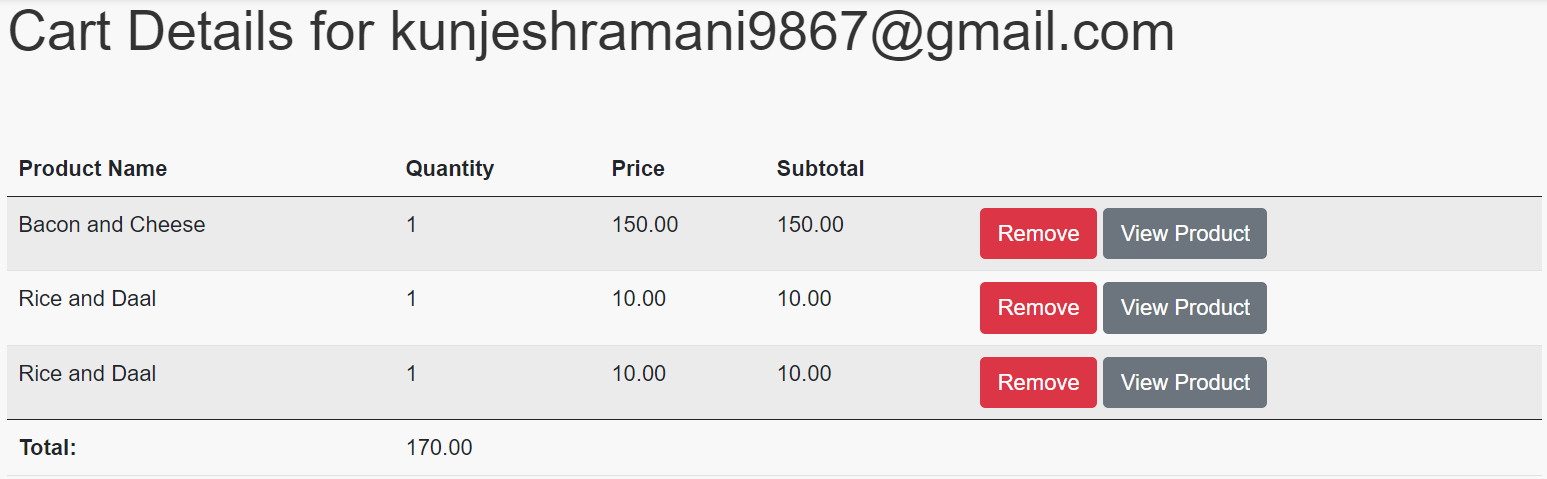 Cart Details for kunjeshramani9867@gmail.com
Product Name Quantity Price Subtotal
Bacon and Cheese 1 150.00 150.00 Remove View Product
Rice and Daal 1 10.00 10.00 Remove View Product
Rice and Daal 1 10.00 10.00 Remove View Product
Total: 170.00